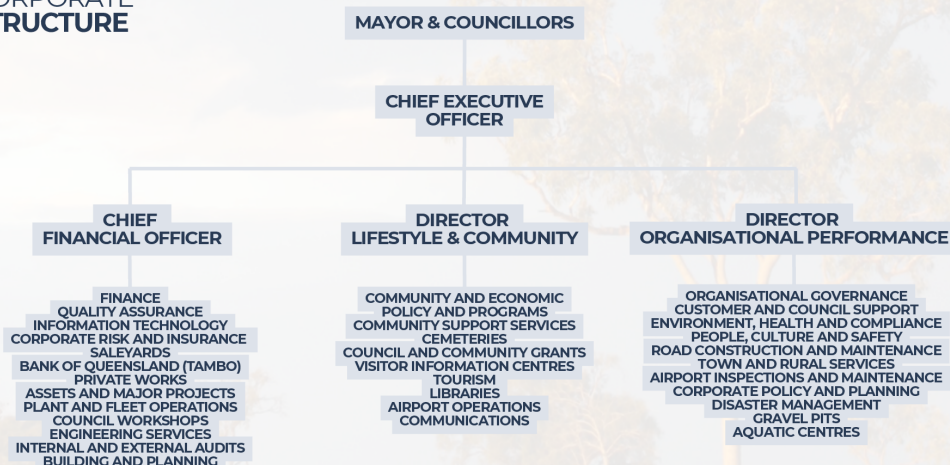 TRUCTURE
MAYOR & COUNCILLORS
CHIEF EXECUTIVE
OFFICER
CHIEF
FINANCIAL OFFICER
FINANCE
QUALITY ASSURANCE
INFORMATION TECHNOLOGY
CORPORATE RISK AND INSURANCE
SALEYARDS
BANK OF QUEENSLAND (TAMBO)
PRIVATE WORKS
ASSETS AND MAJOR PROJECTS
PLANT AND FLEET OPERATIONS
COUNCIL WORKSHOPS
ENGINEERING SERVICES
INTERNAL AND EXTERNAL AUDITS
BUILDING AND PLANNING
DIRECTOR
LIFESTYLE & COMMUNITY
COMMUNITY AND ECONOMIC
POLICY AND PROGRAMS
COMMUNITY SUPPORT SERVICES
CEMETERIES
COUNCIL AND COMMUNITY GRANTS
VISITOR INFORMATION CENTRES
TOURISM
LIBRARIES
AIRPORT OPERATIONS
COMMUNICATIONS
DIRECTOR
ORGANISATIONAL PERFORMANCE
ORGANISATIONAL GOVERNANCE
CUSTOMER AND COUNCIL SUPPORT
ENVIRONMENT, HEALTH AND COMPLIANCE
PEOPLE, CULTURE AND SAFETY
ROAD CONSTRUCTION AND MAINTENANCE
TOWN AND RURAL SERVICES
AIRPORT INSPECTIONS AND MAINTENANCE
CORPORATE POLICY AND PLANNING
DISASTER MANAGEMENT
GRAVEL PITS
AQUATIC CENTRES